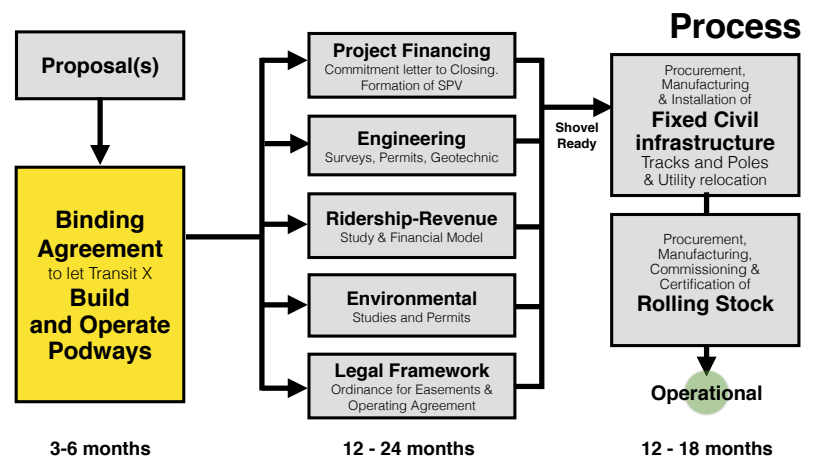 Process
Proposal(s)
Binding
Agreement
to let Transit X
Build
and Operate
Podways
3-6 months
Project Financing
Commitment letter to Closing.
Formation of SPV
Engineering
Surveys, Permits, Geotechnic
Ridership-Revenue
Study & Financial Model
Environmental
Studies and Permits
Legal Framework
Ordinance for Easements &
Operating Agreement
12 - 24 months
Shovel
Ready
Procurement,
Manufacturing
& Installation of
Fixed Civil
infrastructure
Tracks and Poles
& Utility relocation
Procurement,
Manufacturing,
Commissioning &
Certification of
Rolling Stock
Operational
12 - 18 months